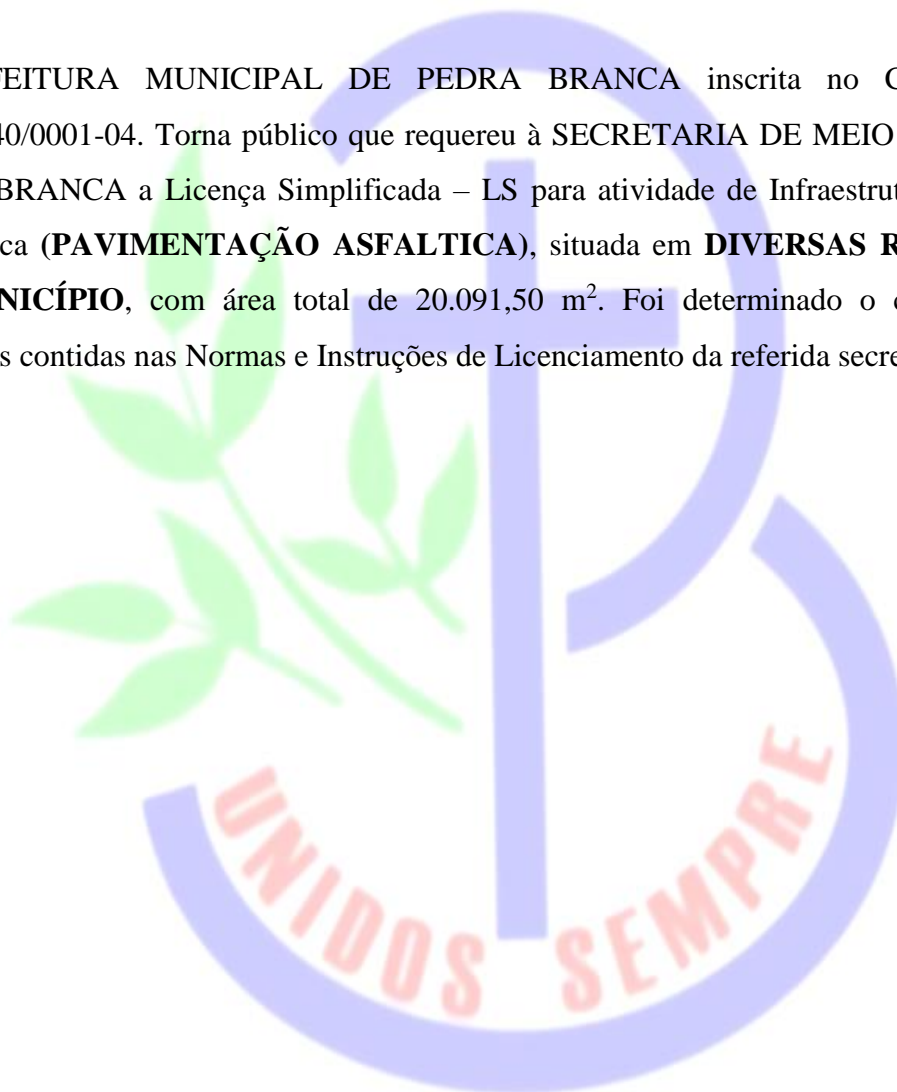 FEITURA MUNICIPAL DE PEDRA BRANCA inscrita no C
40/0001-04. Torna público que requereu à SECRETARIA DE MEIO
BRANCA a Licença Simplificada – LS para atividade de Infraestrut
ca (PAVIMENTAÇÃO ASFALTICA), situada em DIVERSAS R
NICÍPIO, com área total de 20.091,50 m². Foi determinado o c
s contidas nas Normas e Instruções de Licenciamento da referida secre
UNIDOS SEMPRE